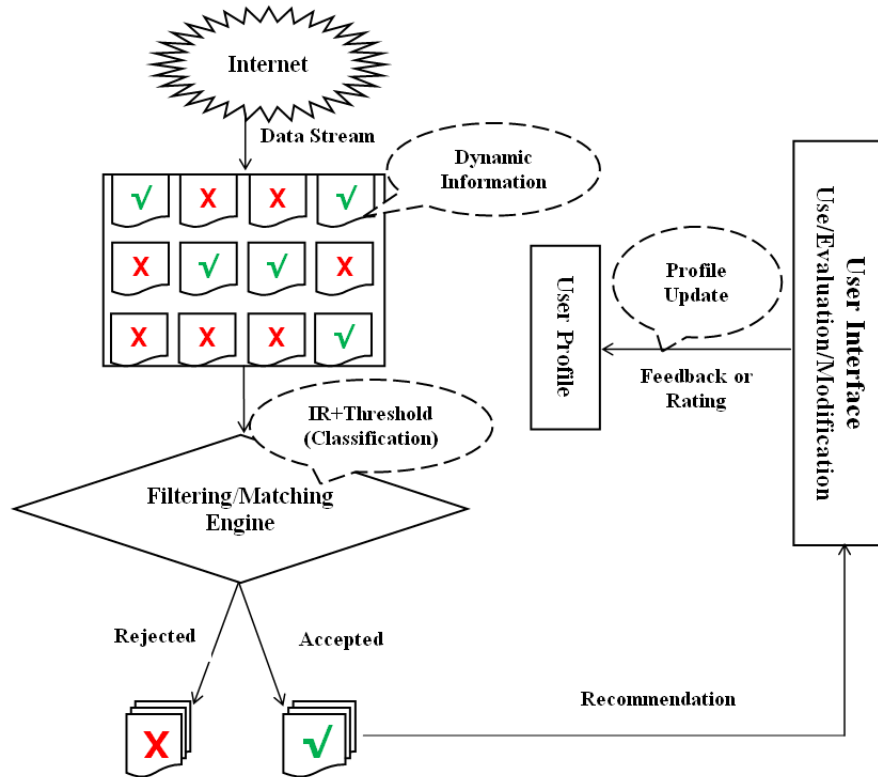 Internet
Data Stream
Dynamic
Information
√ X X √
X √ √ X
X X X √
IR+Threshold
(Classification)
Filtering/Matching
Engine
Rejected
Accepted
X
√
Recommendation
User Profile
Profile
Update
Feedback or
Rating
User Interface
Use/Evaluation/Modification